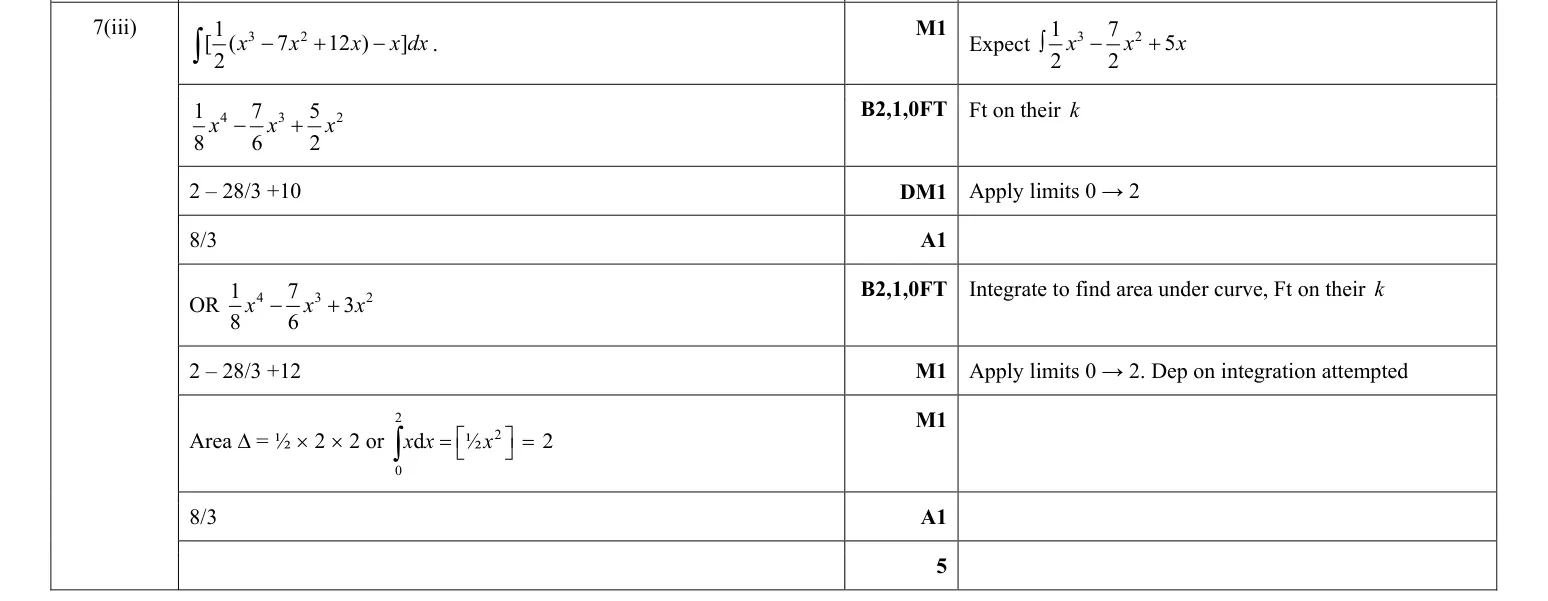 7(iii) ∫[1/2(x³ − 7x² + 12x) − x]dx . M1 Expect ∫1/2x³ − 7/2x² + 5x
1/8x⁴ − 7/6x³ + 5/2x² B2,1,0FT Ft on their k
2 – 28/3 +10 DM1 Apply limits 0 → 2
8/3 A1
OR 1/8x⁴ − 7/6x³ + 3x² B2,1,0FT Integrate to find area under curve, Ft on their k
2 – 28/3 +12 M1 Apply limits 0 → 2. Dep on integration attempted
Area Δ = ½ × 2 × 2 or ∫₀²xdx = [½x²] = 2 M1
8/3 A1
5